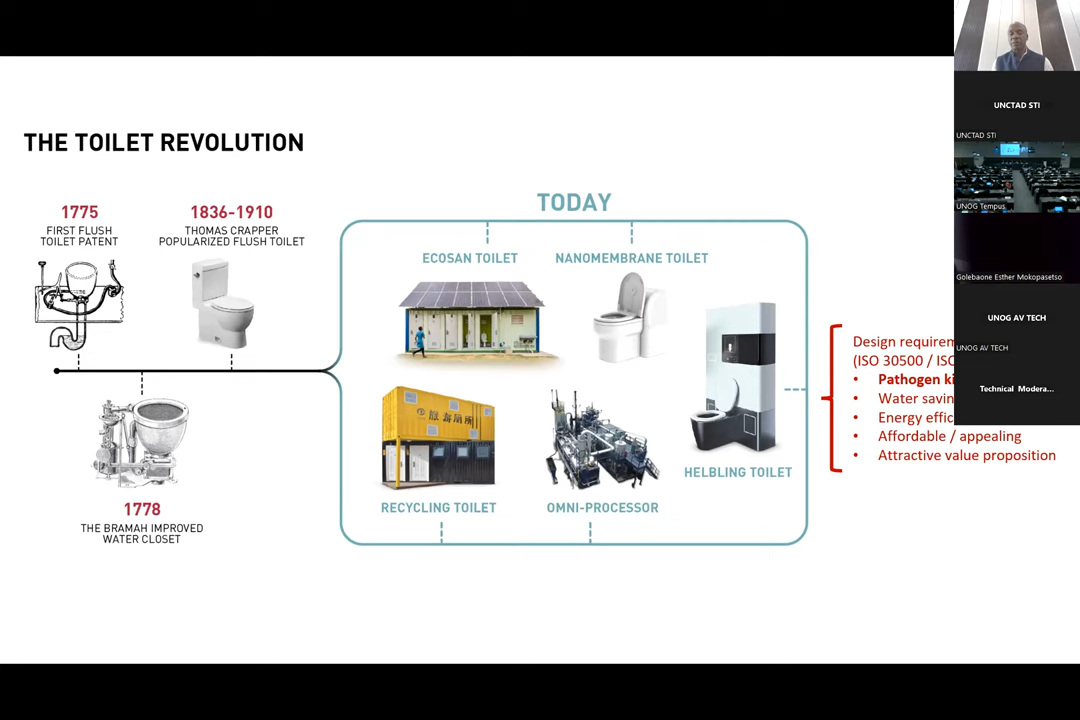 THE TOILET REVOLUTION
1775
FIRST FLUSH
TOILET PATENT
1836-1910
THOMAS CRAPPER
POPULARIZED FLUSH TOILET
1778
THE BRAMAH IMPROVED
WATER CLOSET
TODAY
ECOSAN TOILET
NANOMEMBRANE TOILET
RECYCLING TOILET
OMNI-PROCESSOR
HELBLING TOILET
Design requirem
(ISO 30500 / ISO
• Pathogen ki
• Water savin
• Energy effic
• Affordable / appealing
• Attractive value proposition
UNCTAD STI
UNCTAD STI
UNOG Tempus
Golebaone Esther Mokopasetso
UNOG AV TECH
UNOG AV TECH
Technical Modera...